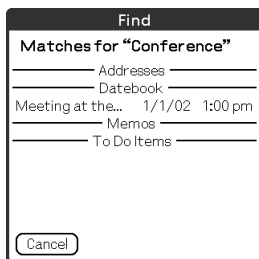 Find
Matches for “Conference”
Addresses
Datebook
Meeting at the... 1/1/02 1:00 pm
Memos
To Do Items
Cancel